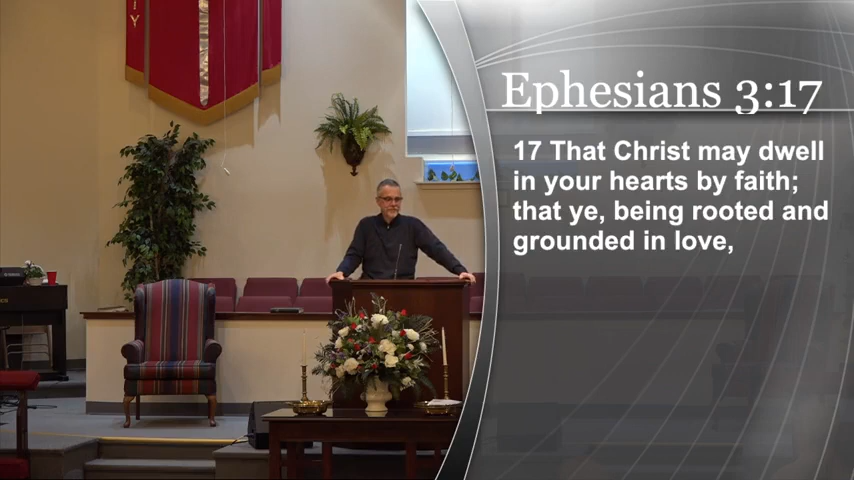 Ephesians 3:17
17 That Christ may dwell
in your hearts by faith;
that ye, being rooted and
grounded in love,